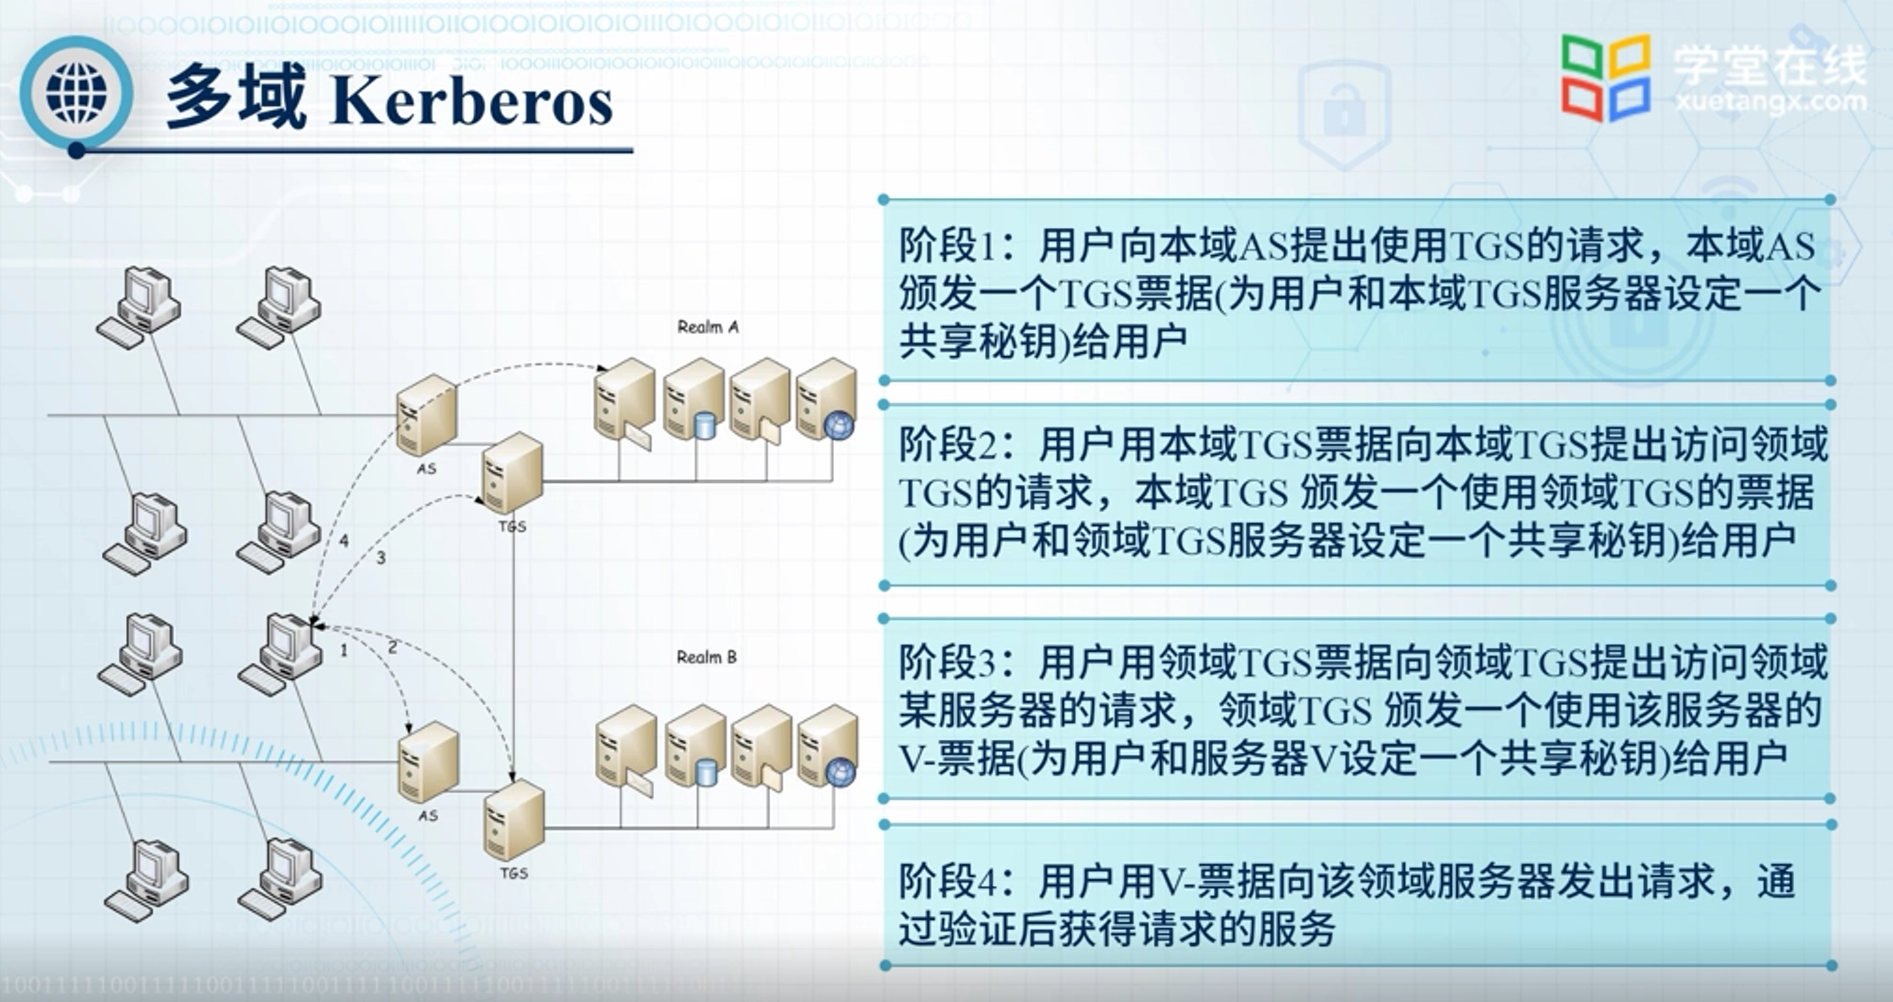 多域 Kerberos
学堂在线
xuetangx.com
阶段1：用户向本域AS提出使用TGS的请求，本域AS
颁发一个TGS票据(为用户和本域TGS服务器设定一个
共享秘钥)给用户
阶段2：用户用本域TGS票据向本域TGS提出访问领域
TGS的请求，本域TGS 颁发一个使用领域TGS的票据
(为用户和领域TGS服务器设定一个共享秘钥)给用户
阶段3：用户用领域TGS票据向领域TGS提出访问领域
某服务器的请求，领域TGS 颁发一个使用该服务器的
V-票据(为用户和服务器V设定一个共享秘钥)给用户
阶段4：用户用V-票据向该领域服务器发出请求，通
过验证后获得请求的服务
Realm A
AS
TGS
4
3
1
2
Realm B
AS
TGS